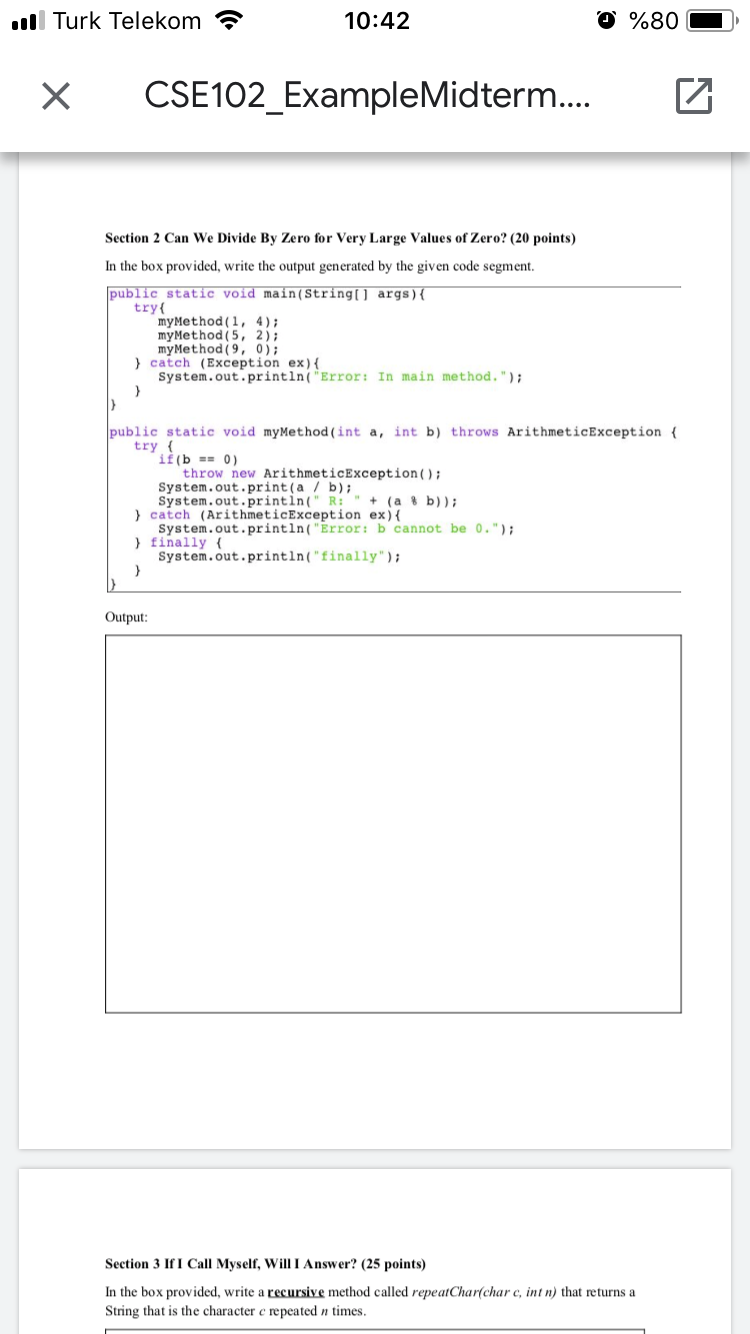 Turk Telekom 10:42 %80
CSE102_ExampleMidterm....
Section 2 Can We Divide By Zero for Very Large Values of Zero? (20 points)
In the box provided, write the output generated by the given code segment.
public static void main(String[] args){
try{
myMethod(1, 4);
myMethod(5, 2);
myMethod(9, 0);
} catch (Exception ex){
System.out.println("Error: In main method.");
}
}
public static void myMethod(int a, int b) throws ArithmeticException {
try {
if(b == 0)
throw new ArithmeticException();
System.out.print(a / b);
System.out.println(" R: " + (a % b));
} catch (ArithmeticException ex){
System.out.println("Error: b cannot be 0.");
} finally {
System.out.println("finally");
}
}
Output:
Section 3 If I Call Myself, Will I Answer? (25 points)
In the box provided, write a recursive method called repeatChar(char c, int n) that returns a
String that is the character c repeated n times.